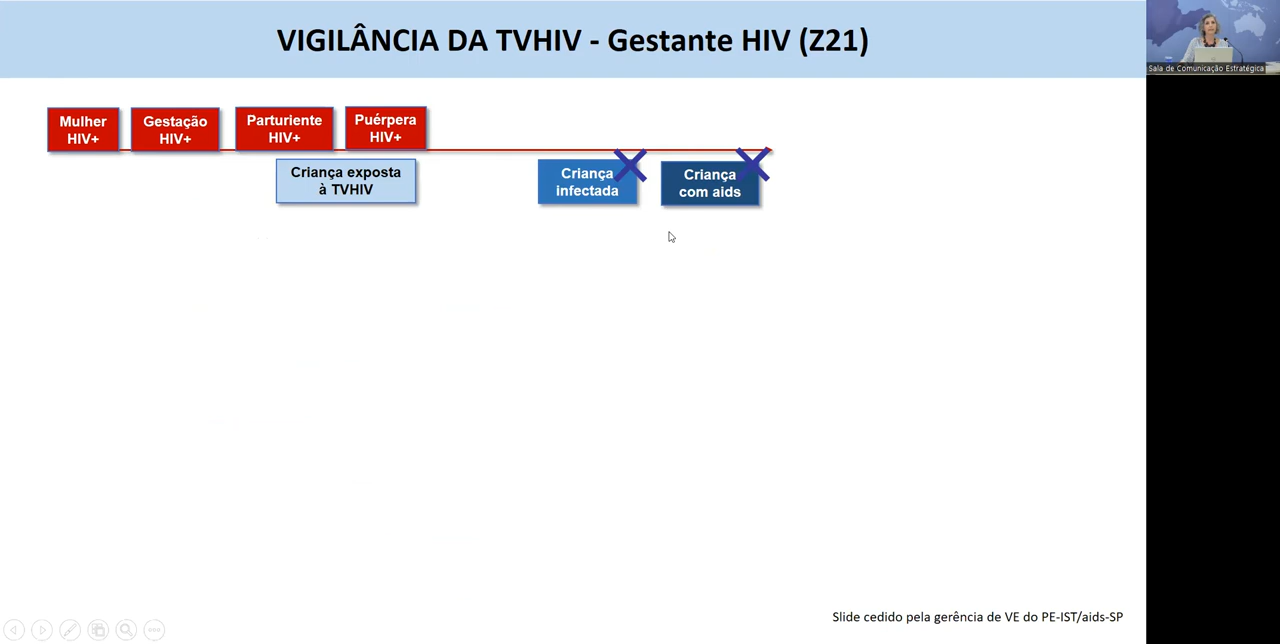 VIGILÂNCIA DA TVHIV - Gestante HIV (Z21)
Sala de Comunicação Estratégica
Mulher
HIV+
Gestação
HIV+
Parturiente
HIV+
Puérpera
HIV+
Criança exposta
à TVHIV
Criança
infectada
Criança
com aids
Slide cedido pela gerência de VE do PE-IST/aids-SP